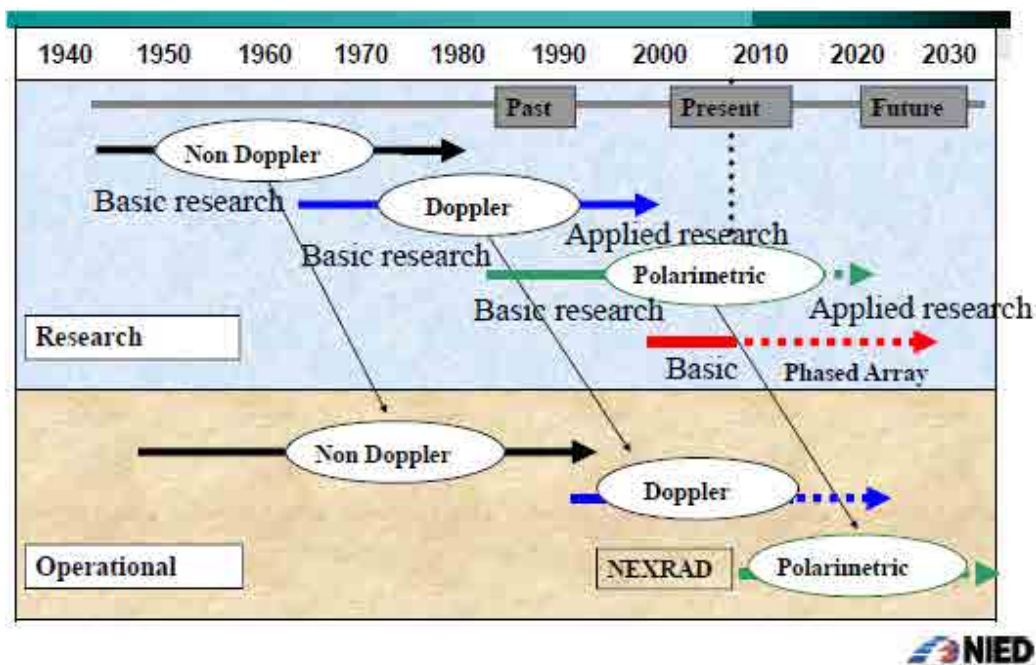 1940 1950 1960 1970 1980 1990 2000 2010 2020 2030
Past Present Future
Non Doppler
Basic research
Doppler
Basic research
Applied research
Polarimetric
Basic research
Applied research
Research
Basic
Phased Array
Non Doppler
Doppler
Operational
NEXRAD
Polarimetric
NIED